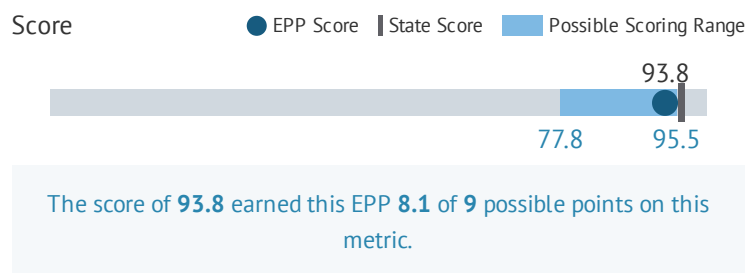 Score EPP Score State Score Possible Scoring Range
93.8
77.8 95.5
The score of 93.8 earned this EPP 8.1 of 9 possible points on this
metric.